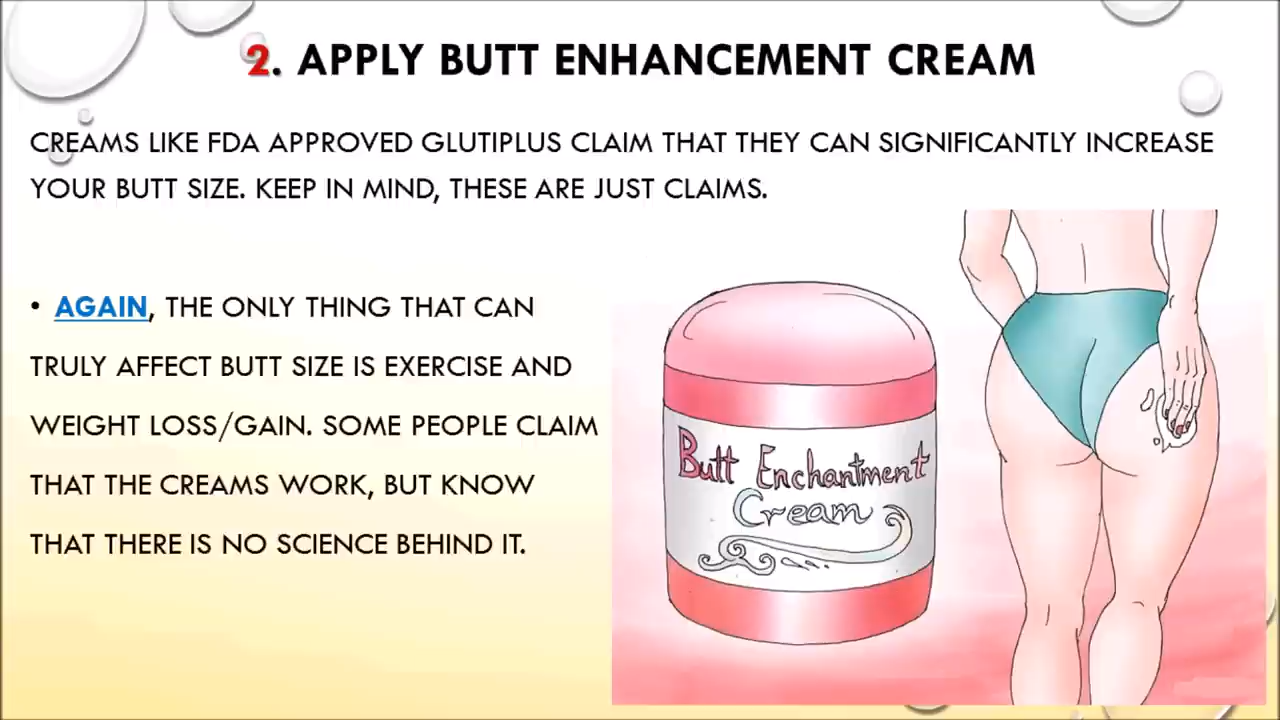 2. APPLY BUTT ENHANCEMENT CREAM
CREAMS LIKE FDA APPROVED GLUTIPLUS CLAIM THAT THEY CAN SIGNIFICANTLY INCREASE
YOUR BUTT SIZE. KEEP IN MIND, THESE ARE JUST CLAIMS.
• AGAIN, THE ONLY THING THAT CAN
TRULY AFFECT BUTT SIZE IS EXERCISE AND
WEIGHT LOSS/GAIN. SOME PEOPLE CLAIM
THAT THE CREAMS WORK, BUT KNOW
THAT THERE IS NO SCIENCE BEHIND IT.
Butt Enchantment
Cream